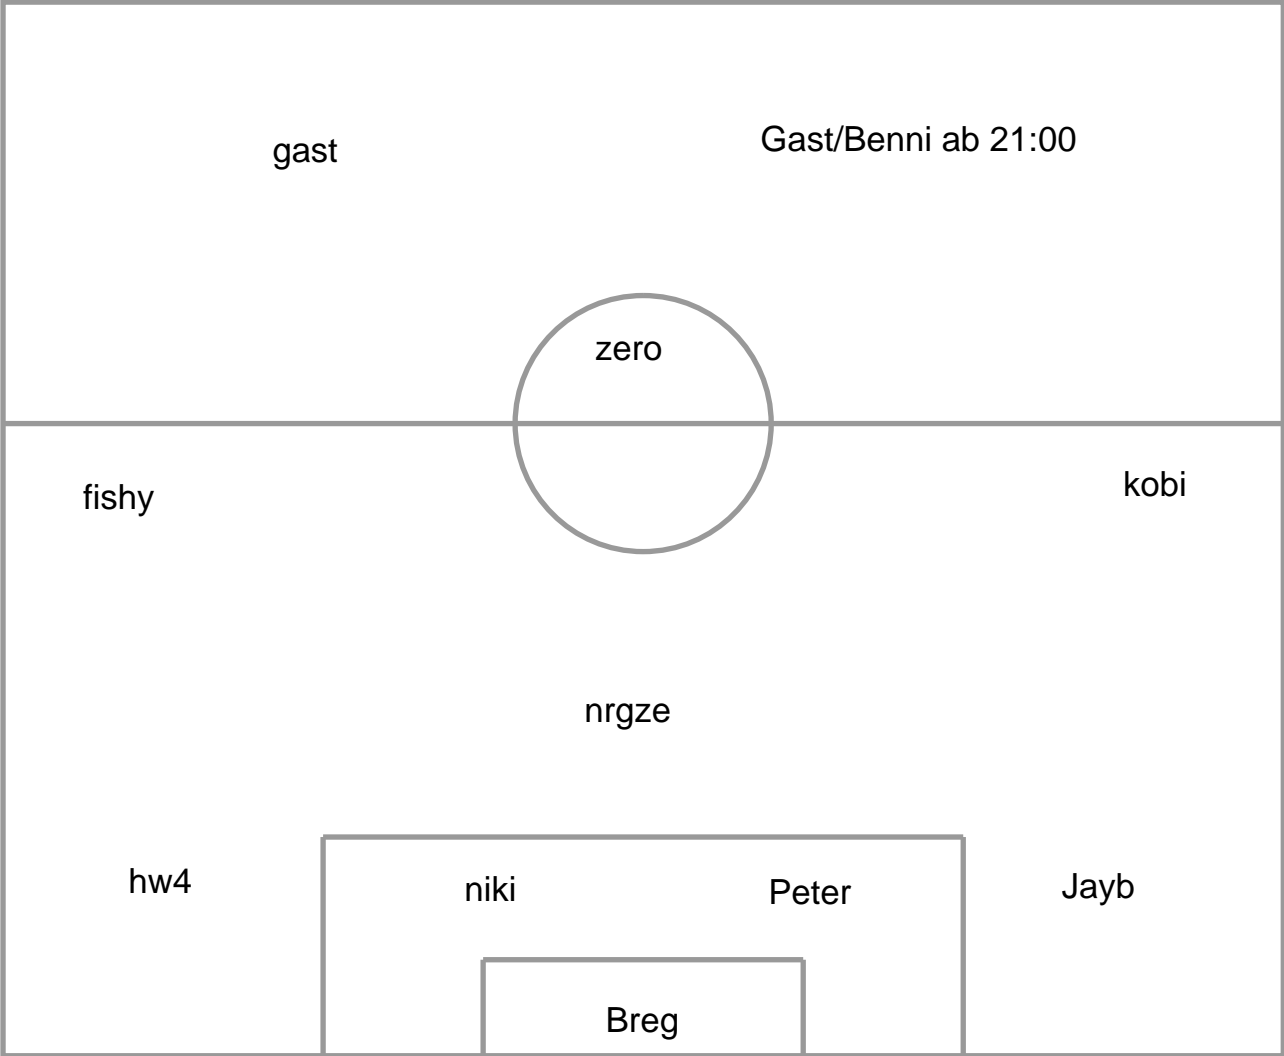 gast
Gast/Benni ab 21:00
zero
fishy
kobi
nrgze
hw4
niki
Peter
Jayb
Breg